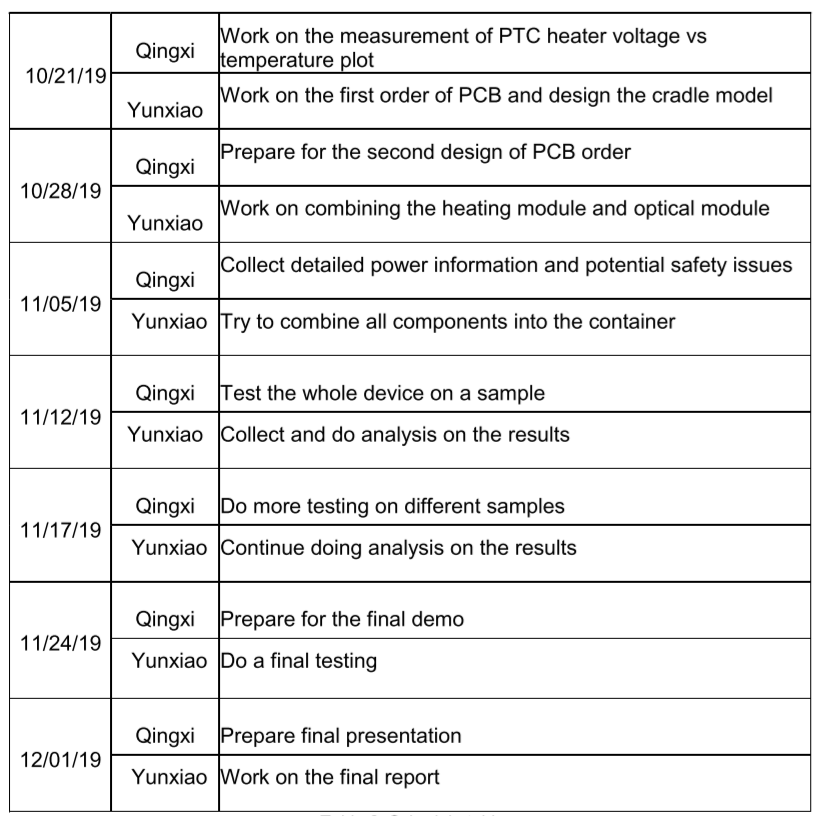 Qingxi
Work on the measurement of PTC heater voltage vs
temperature plot
10/21/19
Yunxiao
Work on the first order of PCB and design the cradle model
Qingxi
Prepare for the second design of PCB order
10/28/19
Yunxiao
Work on combining the heating module and optical module
Qingxi
Collect detailed power information and potential safety issues
11/05/19
Yunxiao
Try to combine all components into the container
Qingxi
Test the whole device on a sample
11/12/19
Yunxiao
Collect and do analysis on the results
Qingxi
Do more testing on different samples
11/17/19
Yunxiao
Continue doing analysis on the results
Qingxi
Prepare for the final demo
11/24/19
Yunxiao
Do a final testing
Qingxi
Prepare final presentation
12/01/19
Yunxiao
Work on the final report